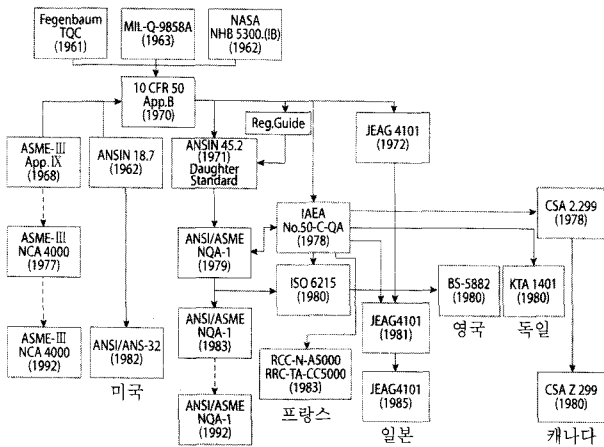 Fegenbaum
TQC
(1961)
MIL-Q-9858A
(1963)
NASA
NHB 5300.(IB)
(1962)
10 CFR 50
App.B
(1970)
Reg.Guide
JEAG 4101
(1972)
ASME-III
App.IX
(1968)
ANSIN 18.7
(1962)
ANSIN 45.2
(1971)
Daughter
Standard
IAEA
No.50-C-QA
(1978)
CSA 2.299
(1978)
ASME-III
NCA 4000
(1977)
ANSI/ASME
NQA-1
(1979)
ISO 6215
(1980)
BS-5882
(1980)
KTA 1401
(1980)
영국
독일
ASME-III
NCA 4000
(1992)
ANSI/ANS-32
(1982)
미국
ANSI/ASME
NQA-1
(1983)
JEAG4101
(1981)
RCC-N-A5000
RRC-TA-CC5000
(1983)
프랑스
JEAG4101
(1985)
일본
CSA Z 299
(1980)
캐나다
ANSI/ASME
NQA-1
(1992)